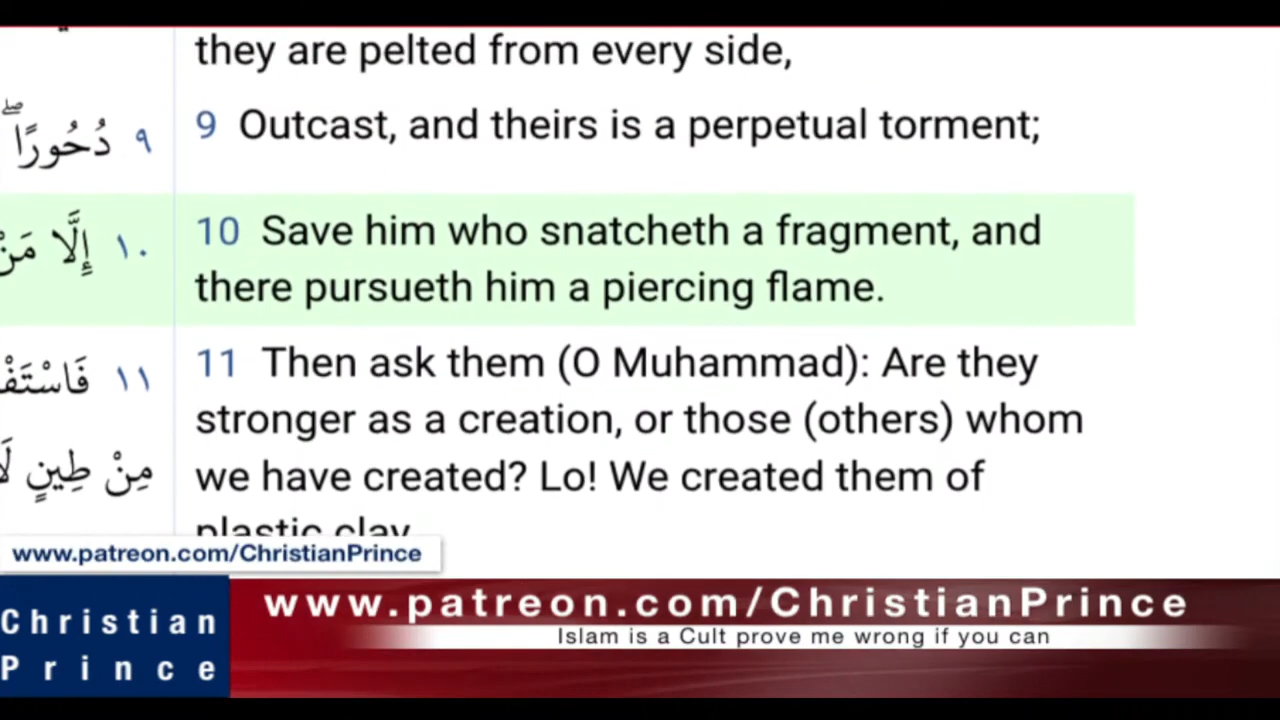 they are pelted from every side,
دُحُورًا ۖ ٩
9 Outcast, and theirs is a perpetual torment;
إِلَّا مَنْ ١٠
10 Save him who snatcheth a fragment, and
there pursueth him a piercing flame.
١١
11 Then ask them (O Muhammad): Are they
stronger as a creation, or those (others) whom
مِنْ طِينٍ
we have created? Lo! We created them of
plastic clay
www.patreon.com/ChristianPrince
Christian
Prince
www.patreon.com/ChristianPrince
Islam is a Cult prove me wrong if you can